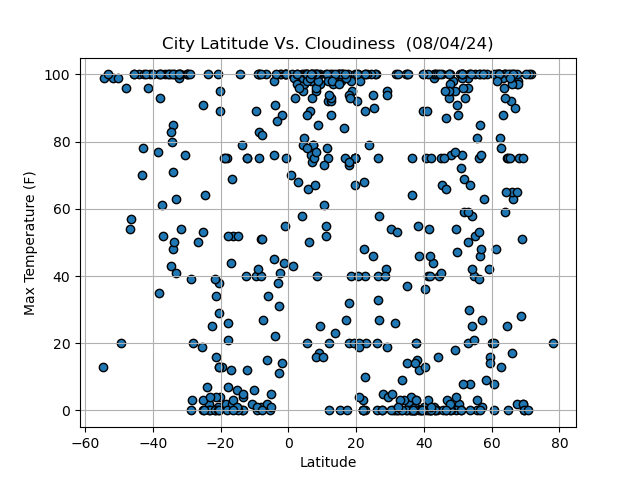 City Latitude Vs. Cloudiness  (08/04/24)
Max Temperature (F)
100
80
60
40
20
0
−60 −40 −20 0 20 40 60 80
Latitude